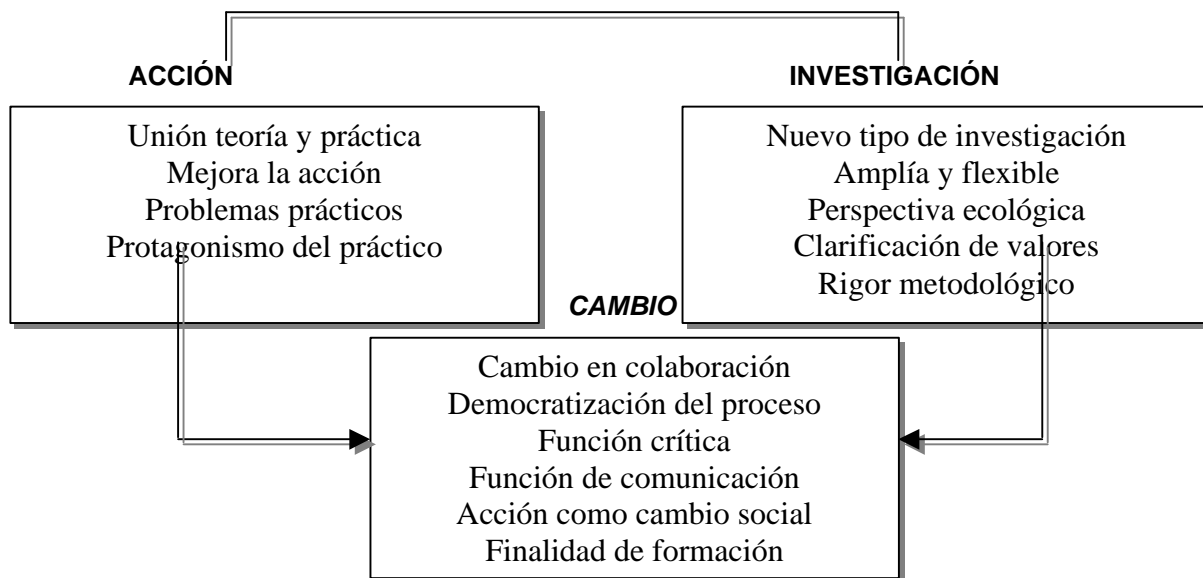 ACCIÓN
Unión teoría y práctica
Mejora la acción
Problemas prácticos
Protagonismo del práctico
INVESTIGACIÓN
Nuevo tipo de investigación
Amplía y flexible
Perspectiva ecológica
Clarificación de valores
Rigor metodológico
CAMBIO
Cambio en colaboración
Democratización del proceso
Función crítica
Función de comunicación
Acción como cambio social
Finalidad de formación